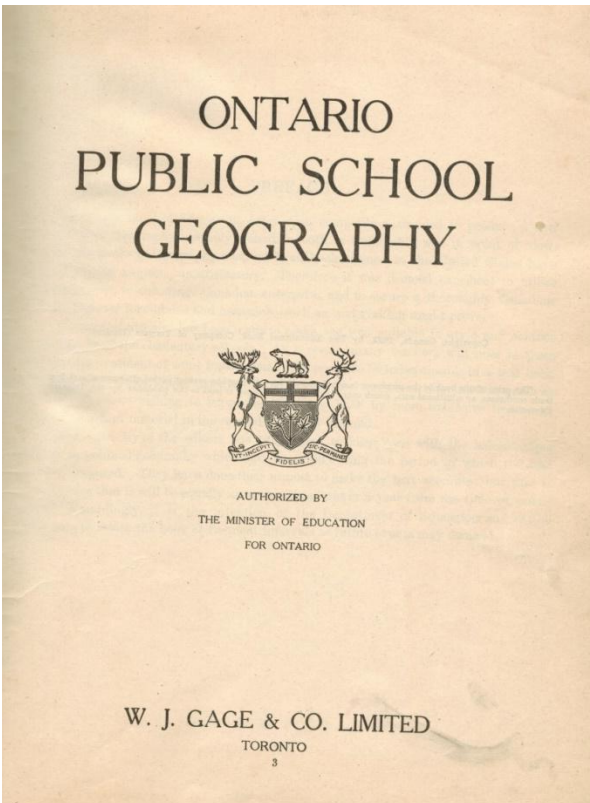 ONTARIO
PUBLIC SCHOOL
GEOGRAPHY
VT·INCEPIT FIDELIS SIC·PERMANET
AUTHORIZED BY
THE MINISTER OF EDUCATION
FOR ONTARIO
W. J. GAGE & CO. LIMITED
TORONTO
3